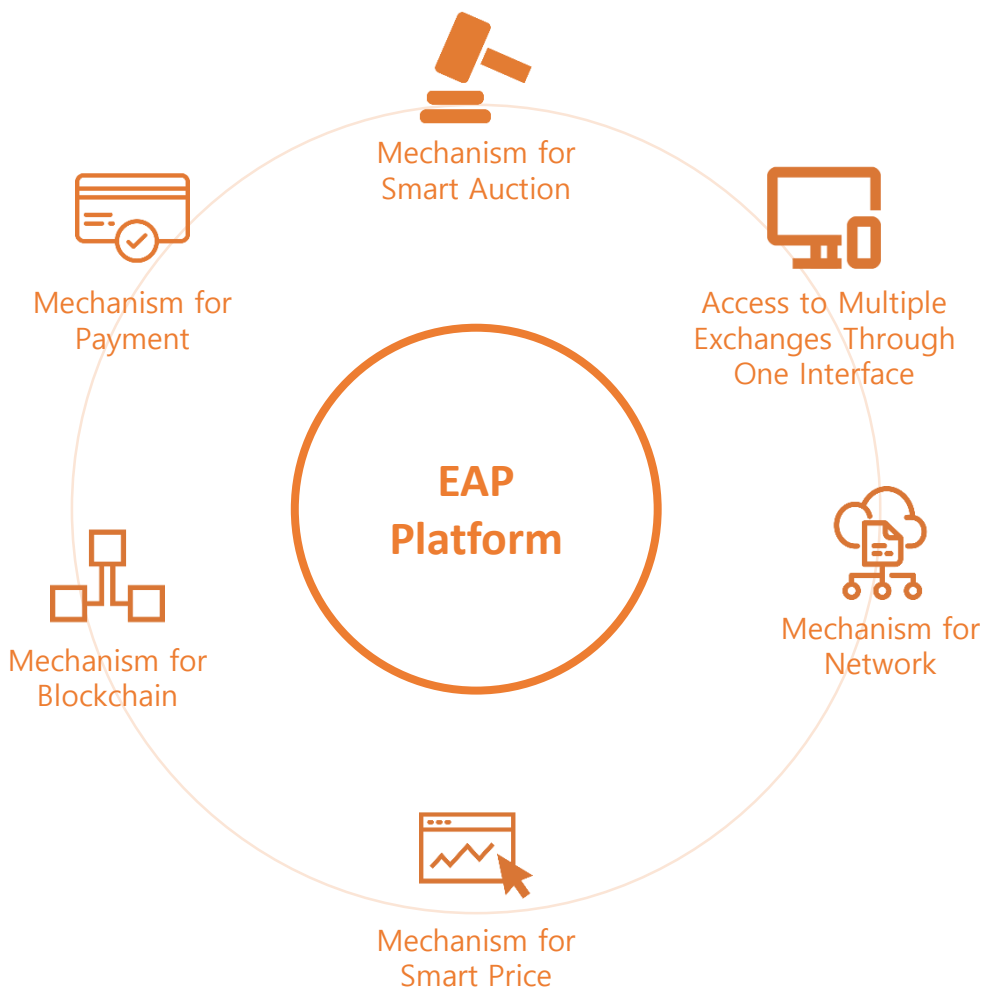 Mechanism for
Smart Auction
Mechanism for
Payment
Access to Multiple
Exchanges Through
One Interface
EAP
Platform
Mechanism for
Network
Mechanism for
Blockchain
Mechanism for
Smart Price